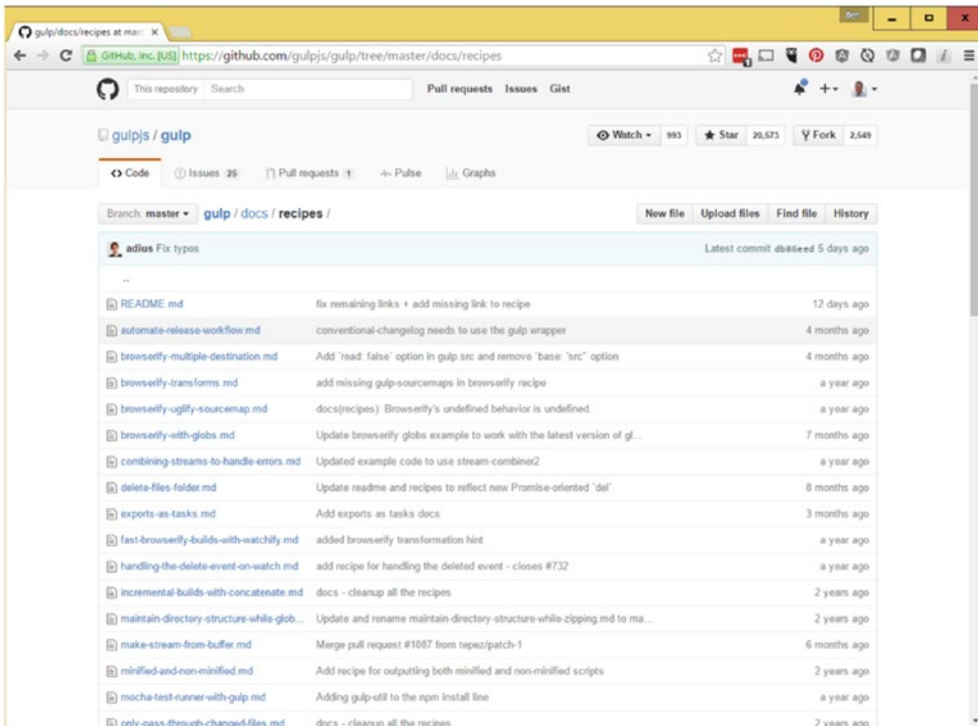 Ben
gulp/docs/recipes at mast
GitHub, Inc. [US] https://github.com/gulpjs/gulp/tree/master/docs/recipes
This repository Search Pull requests Issues Gist
gulpjs / gulp Watch 993 Star 20,573 Fork 2,549
Code Issues 25 Pull requests 1 Pulse Graphs
Branch: master gulp / docs / recipes / New file Upload files Find file History
adius Fix typos Latest commit db86eed 5 days ago
..
README.md fix remaining links + add missing link to recipe 12 days ago
automate-release-workflow.md conventional-changelog needs to use the gulp wrapper 4 months ago
browserify-multiple-destination.md Add `read: false` option in gulp.src and remove `base: 'src'` option 4 months ago
browserify-transforms.md add missing gulp-sourcemaps in browserify recipe a year ago
browserify-uglify-sourcemap.md docs(recipes): Browserify's undefined behavior is undefined a year ago
browserify-with-globs.md Update browserify globs example to work with the latest version of gl... 7 months ago
combining-streams-to-handle-errors.md Updated example code to use stream-combiner2 a year ago
delete-files-folder.md Update readme and recipes to reflect new Promise-oriented `del` 8 months ago
exports-as-tasks.md Add exports as tasks docs 3 months ago
fast-browserify-builds-with-watchify.md added browserify transformation hint a year ago
handling-the-delete-event-on-watch.md add recipe for handling the deleted event - closes #732 a year ago
incremental-builds-with-concatenate.md docs - cleanup all the recipes 2 years ago
maintain-directory-structure-while-glob... Update and rename maintain-directory-structure-while-zipping.md to ma... 2 years ago
make-stream-from-buffer.md Merge pull request #1087 from tepez/patch-1 6 months ago
minified-and-non-minified.md Add recipe for outputting both minified and non-minified scripts 2 years ago
mocha-test-runner-with-gulp.md Adding gulp-util to the npm install line a year ago
only-pass-through-changed-files.md docs - cleanup all the recipes 2 years ago